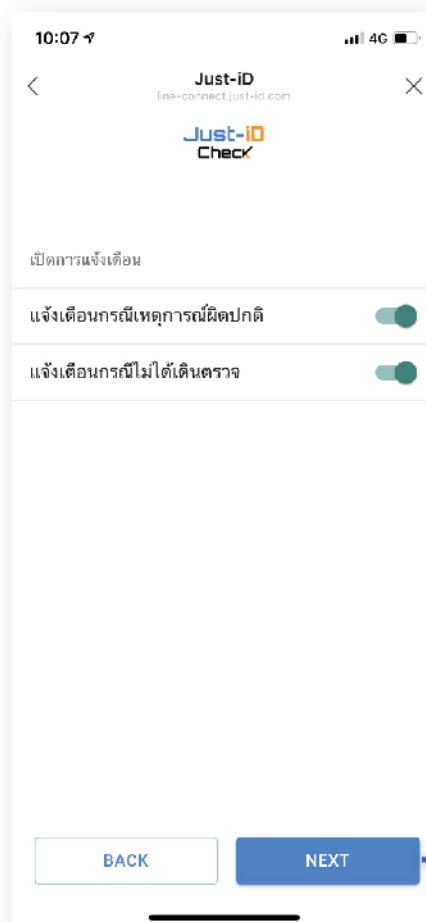 10:07
4G
Just-iD
line-connect.just-id.com
Just-iD
Check
เปิดการแจ้งเตือน
แจ้งเตือนกรณีเหตุการณ์ผิดปกติ
แจ้งเตือนกรณีไม่ได้เดินตรวจ
BACK
NEXT